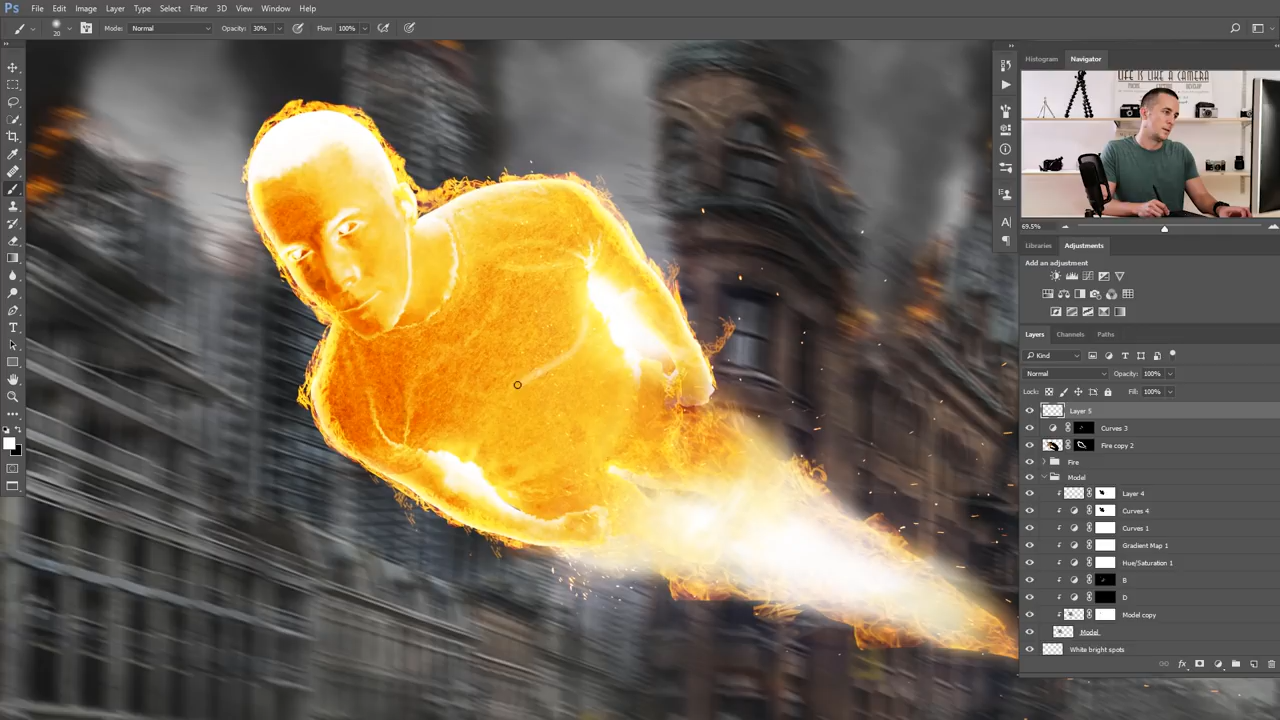 Ps File Edit Image Layer Type Select Filter 3D View Window Help
20 Mode: Normal Opacity: 30% Flow: 100%
Histogram Navigator
LIFE IS LIKE A CAMERA
69.5%
Libraries Adjustments
Add an adjustment
Layers Channels Paths
Kind
Normal Opacity: 100%
Lock: Fill: 100%
Layer 5
Curves 3
Fire copy 2
Fire
Model
Layer 4
Curves 4
Curves 1
Gradient Map 1
Hue/Saturation 1
B
D
Model copy
Model
White bright spots
fx